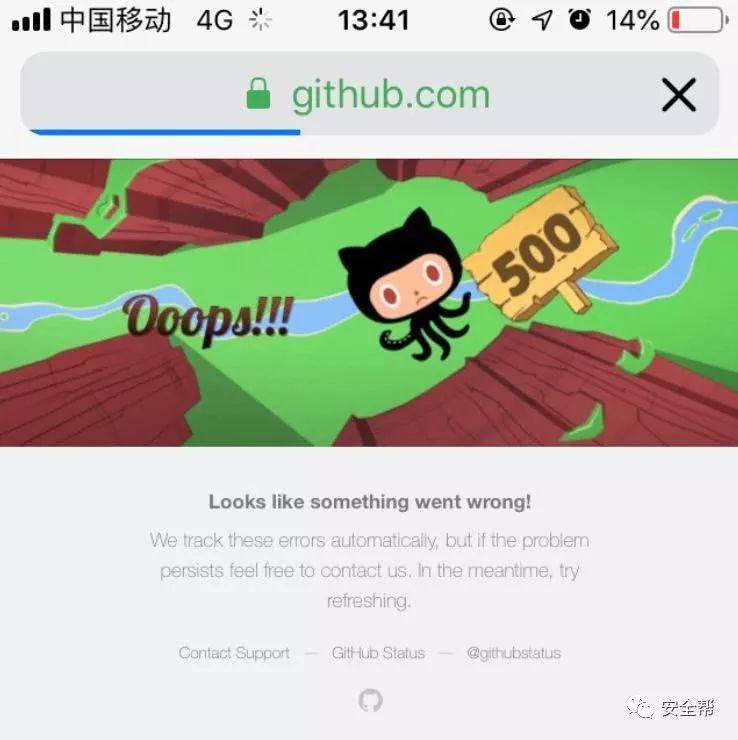 中国移动 4G 13:41 14%
github.com
Ooops!!!
500
Looks like something went wrong!
We track these errors automatically, but if the problem
persists feel free to contact us. In the meantime, try
refreshing.
Contact Support — GitHub Status — @githubstatus
安全帮